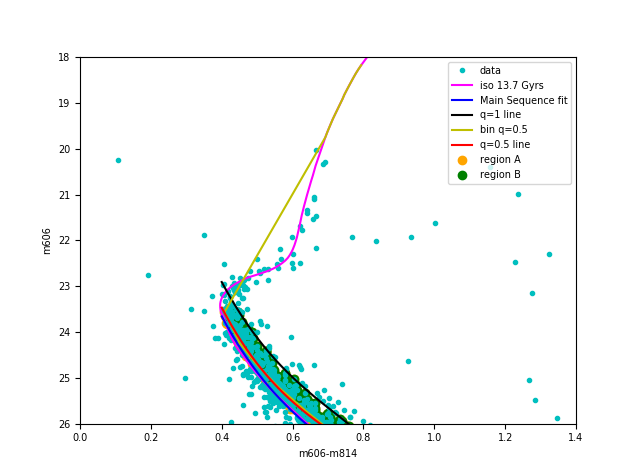 18
19
20
21
22
23
24
25
26
m606
0.0
0.2
0.4
0.6
0.8
1.0
1.2
1.4
m606-m814
data
iso 13.7 Gyrs
Main Sequence fit
q=1 line
bin q=0.5
q=0.5 line
region A
region B